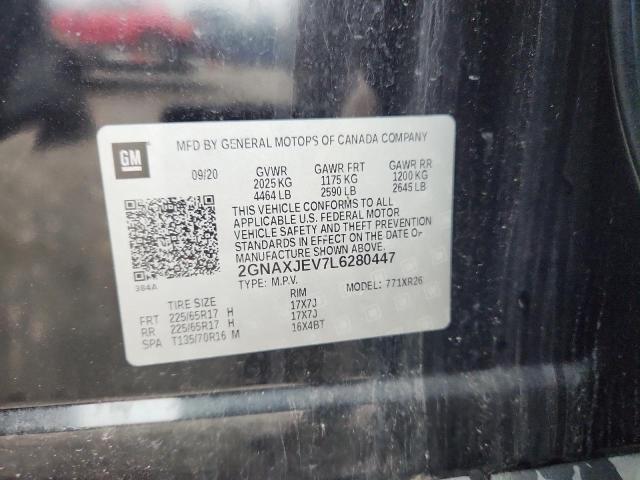 GM
MFD BY GENERAL MOTORS OF CANADA COMPANY
09/20 GVWR GAWR FRT GAWR RR
2025 KG 1175 KG 1200 KG
4464 LB 2590 LB 2645 LB
THIS VEHICLE CONFORMS TO ALL
APPLICABLE U.S. FEDERAL MOTOR
VEHICLE SAFETY AND BUMPER
STANDARDS IN EFFECT ON THE DATE OF
MANUFACTURE SHOWN ABOVE.
2GNAXJEV7L6280447
384A TYPE: M.P.V. MODEL: 771XR26
TIRE SIZE RIM
FRT 225/65R17 H 17X7J
RR 225/65R17 H 17X7J
SPA T135/70R16 M 16X4BT